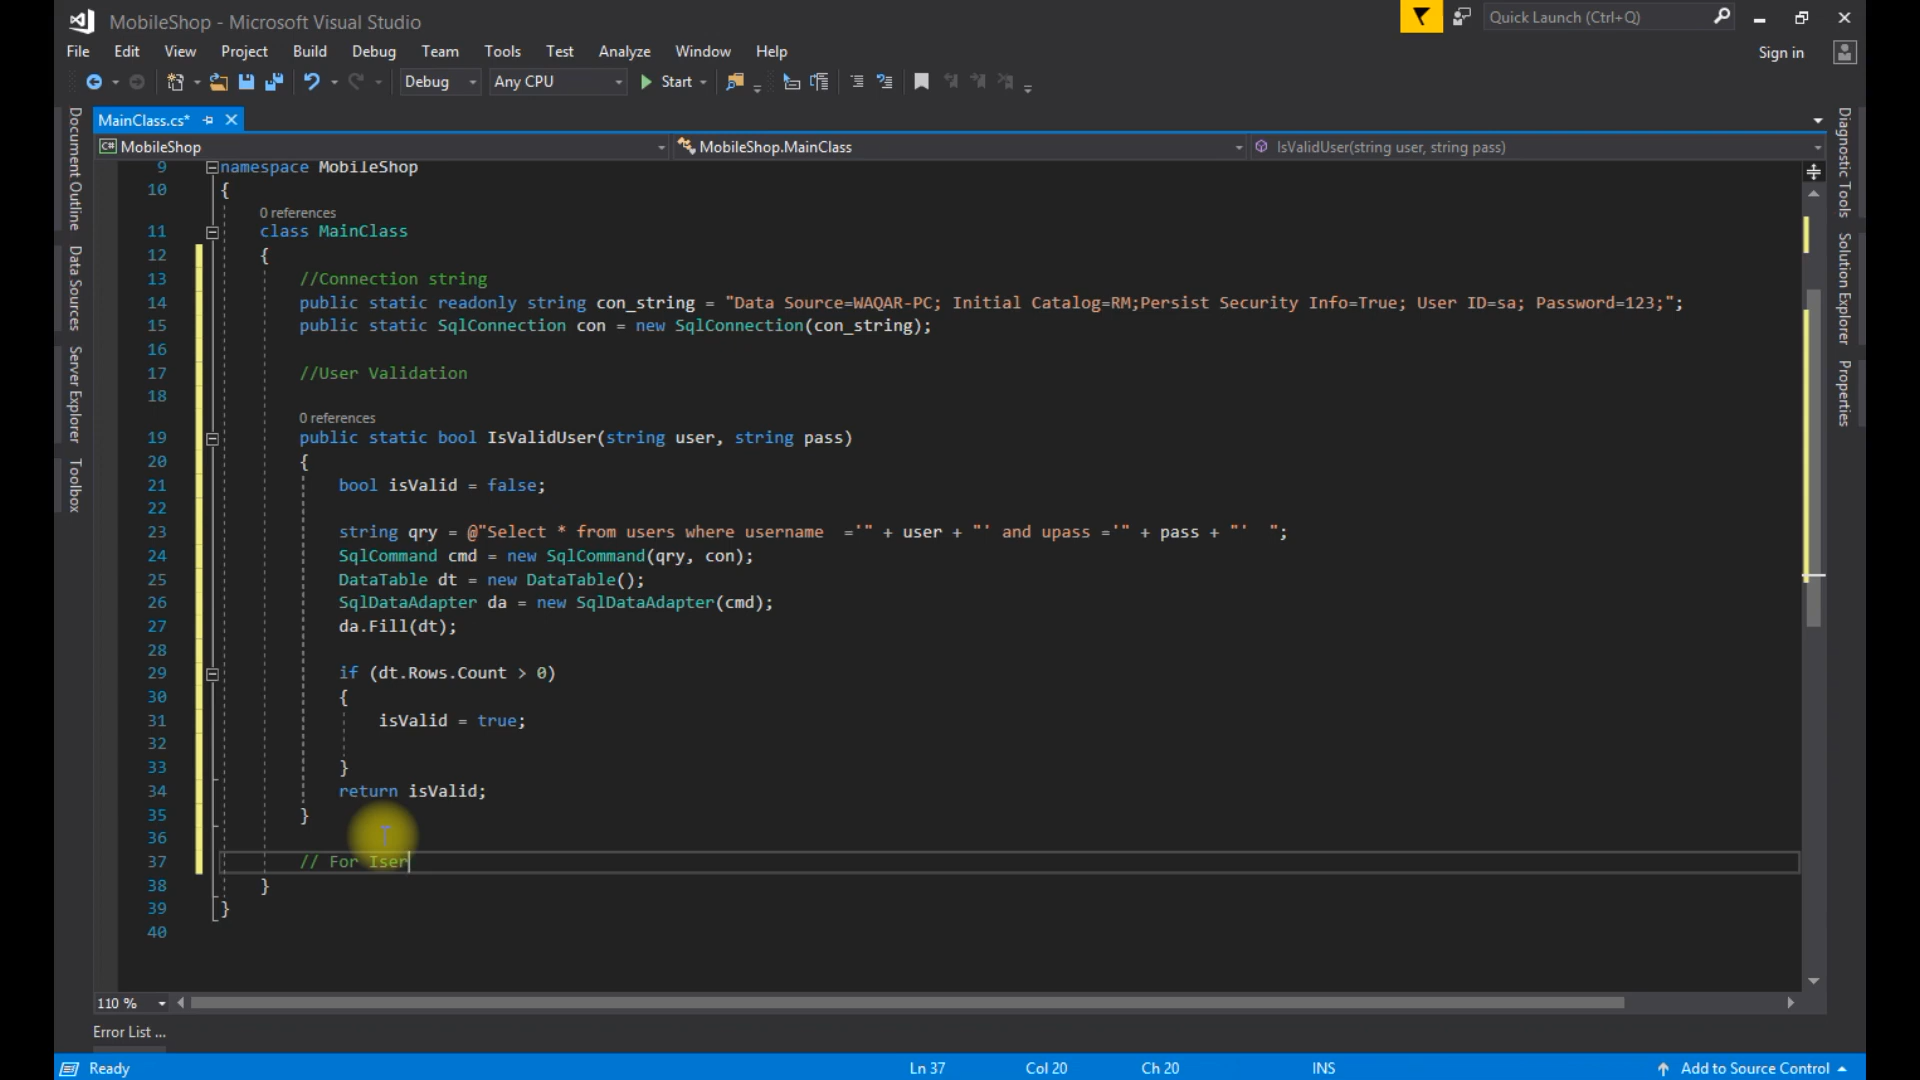 MobileShop - Microsoft Visual Studio
Quick Launch (Ctrl+Q)
File Edit View Project Build Debug Team Tools Test Analyze Window Help
Sign in
Debug Any CPU Start
Document Outline
Data Sources
Server Explorer
Toolbox
MainClass.cs*
MobileShop
MobileShop.MainClass
IsValidUser(string user, string pass)
9 namespace MobileShop
10 {
0 references
11 class MainClass
12 {
13 //Connection string
14 public static readonly string con_string = "Data Source=WAQAR-PC; Initial Catalog=RM;Persist Security Info=True; User ID=sa; Password=123;";
15 public static SqlConnection con = new SqlConnection(con_string);
16
17 //User Validation
18
0 references
19 public static bool IsValidUser(string user, string pass)
20 {
21 bool isValid = false;
22
23 string qry = @"Select * from users where username  ='" + user + "' and upass ='" + pass + "'  ";
24 SqlCommand cmd = new SqlCommand(qry, con);
25 DataTable dt = new DataTable();
26 SqlDataAdapter da = new SqlDataAdapter(cmd);
27 da.Fill(dt);
28
29 if (dt.Rows.Count > 0)
30 {
31 isValid = true;
32
33 }
34 return isValid;
35 }
36
37 // For Iser
38 }
39 }
40
Diagnostic Tools
Solution Explorer
Properties
110 %
Error List ...
Ready
Ln 37 Col 20 Ch 20 INS
Add to Source Control